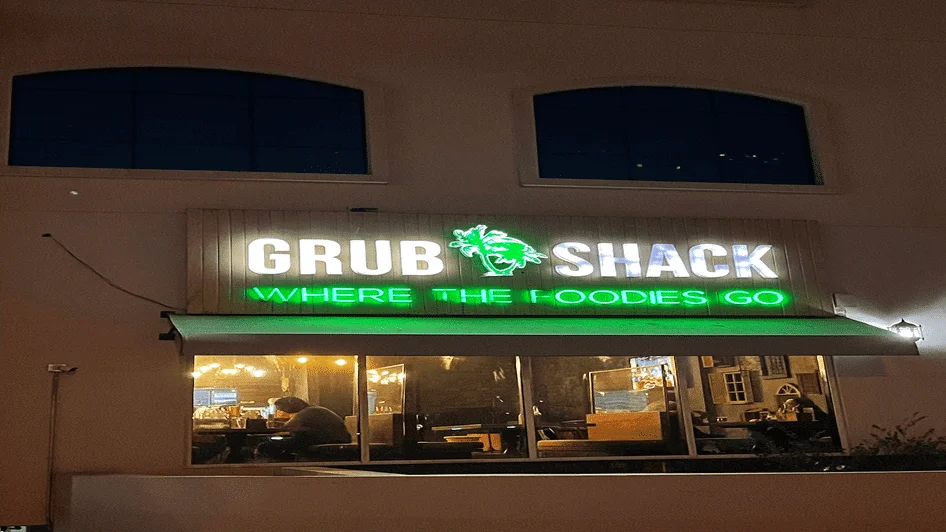 GRUB SHACK
WHERE THE FOODIES GO